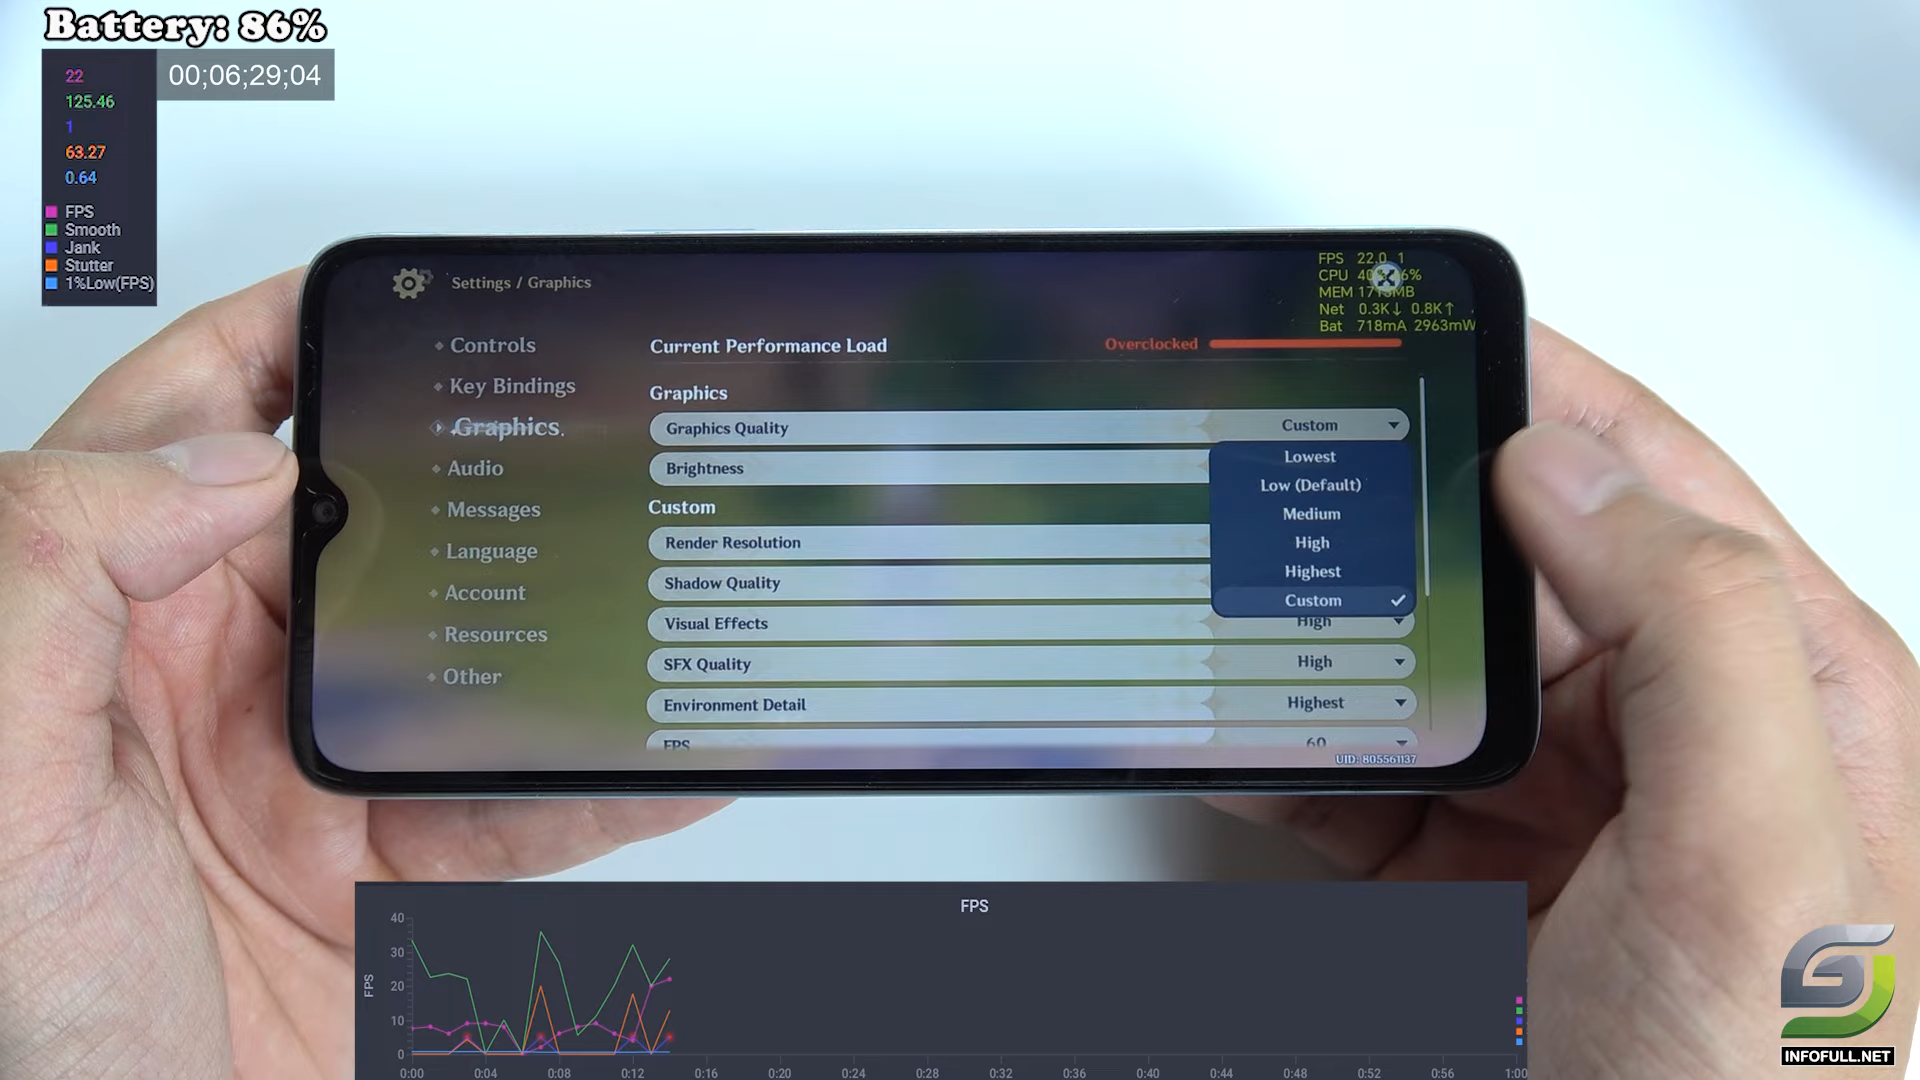 Battery: 86%
22
00;06;29;04
125.46
1
63.27
0.64
FPS
Smooth
Jank
Stutter
1%Low(FPS)
Settings / Graphics
FPS 22.0 1
CPU
MEM
Net 0.3K↓ 0.8K↑
Bat 718mA 2963mW
Controls
Key Bindings
Graphics
Audio
Messages
Language
Account
Resources
Other
Current Performance Load
Overclocked
Graphics
Graphics Quality Custom
Lowest
Brightness
Low (Default)
Custom
Medium
Render Resolution
High
Shadow Quality
Highest
Custom
Visual Effects High
SFX Quality High
Environment Detail Highest
FPS 60
UID: 805561137
FPS
FPS
40
30
20
10
0
0:00 0:04 0:08 0:12 0:16 0:20 0:24 0:28 0:32 0:36 0:40 0:44 0:48 0:52 0:56 1:00
INFOFULL.NET